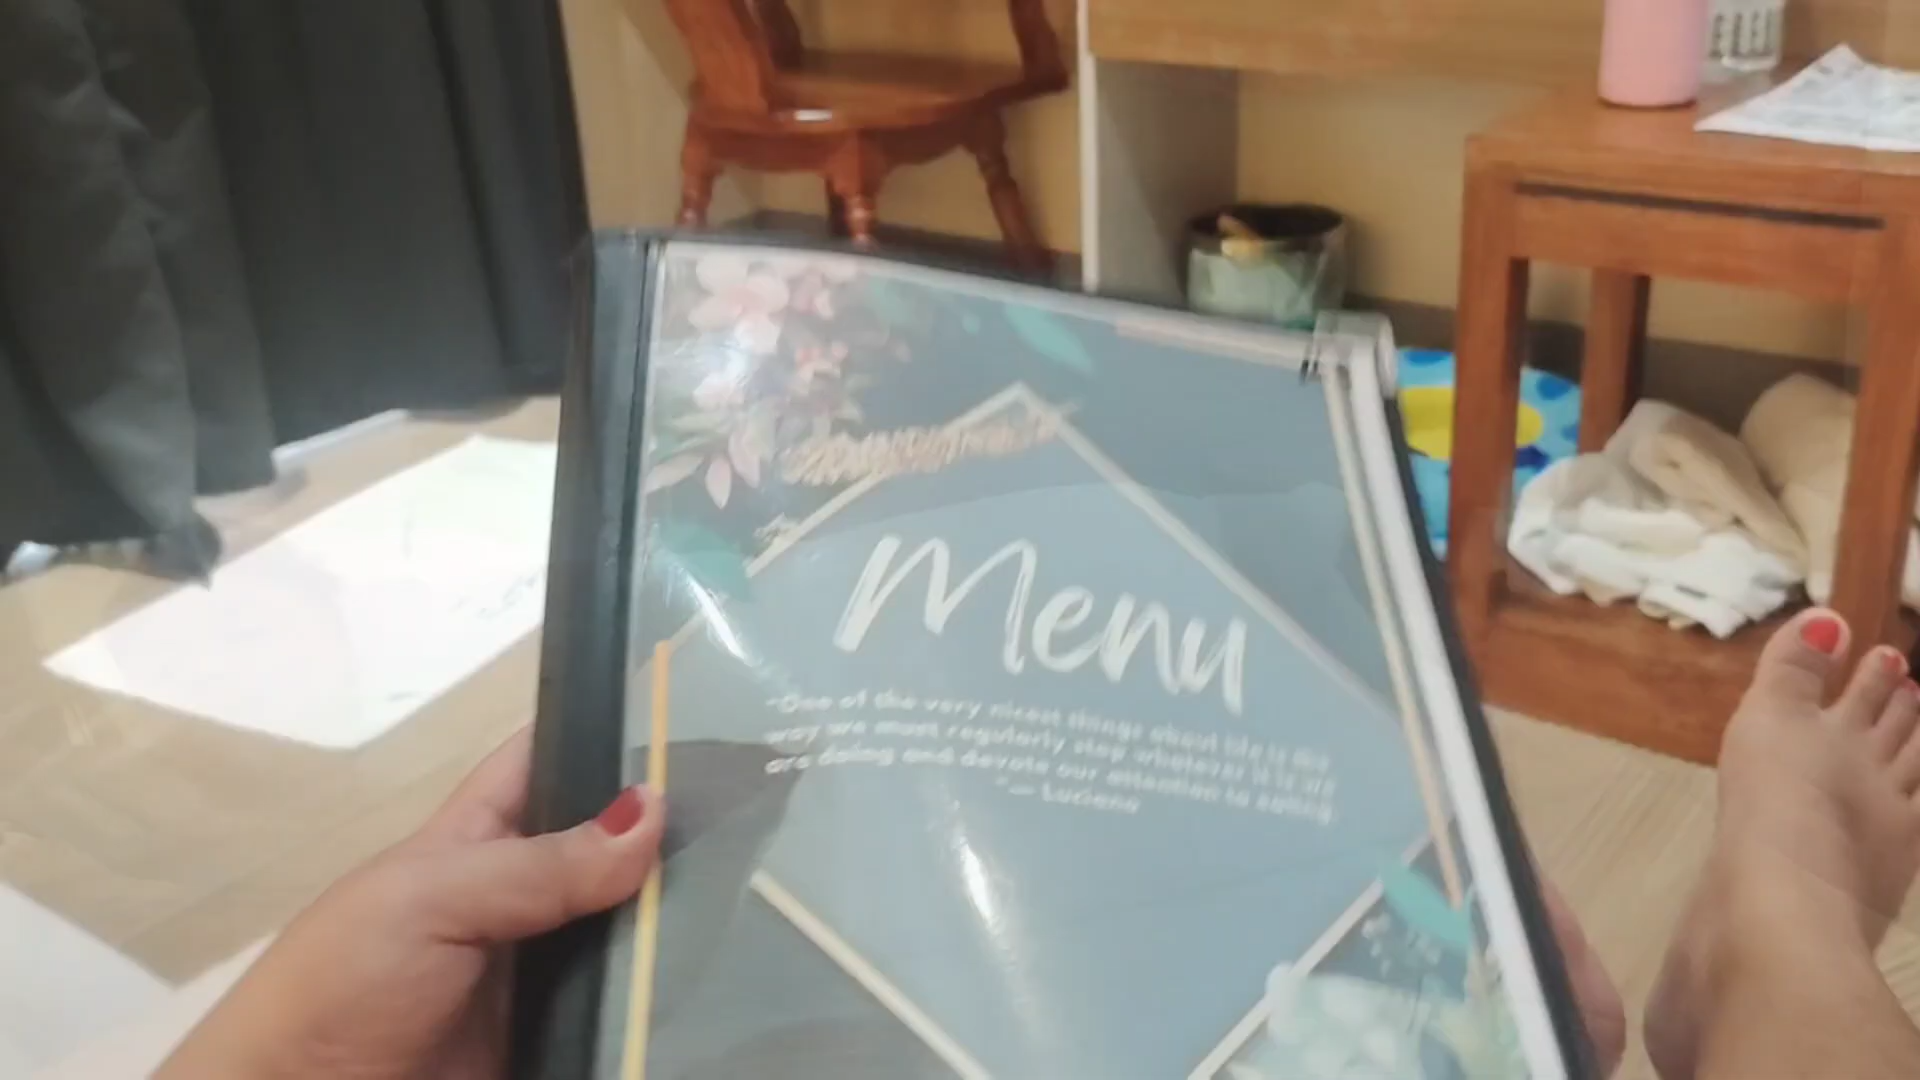 Menu
"One of the very nicest things about life is the
way we must regularly stop whatever it is we
are doing and devote our attention to eating.
"— Luciano